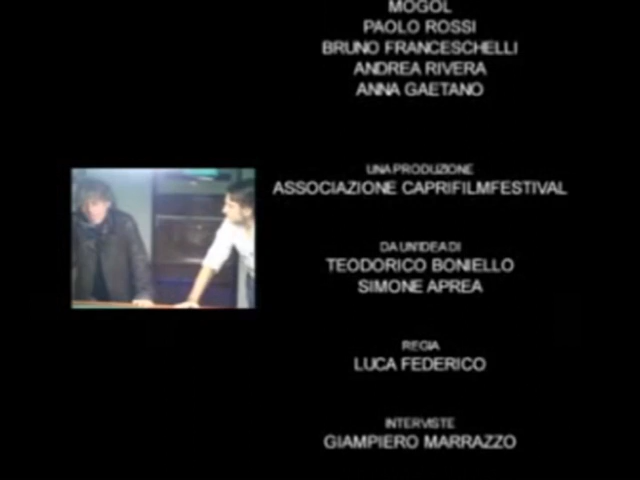 MOGOL
PAOLO ROSSI
BRUNO FRANCESCHELLI
ANDREA RIVERA
ANNA GAETANO
UNA PRODUZIONE
ASSOCIAZIONE CAPRIFILMFESTIVAL
DA UN'IDEA DI
TEODORICO BONIELLO
SIMONE APREA
REGIA
LUCA FEDERICO
INTERVISTE
GIAMPIERO MARRAZZO